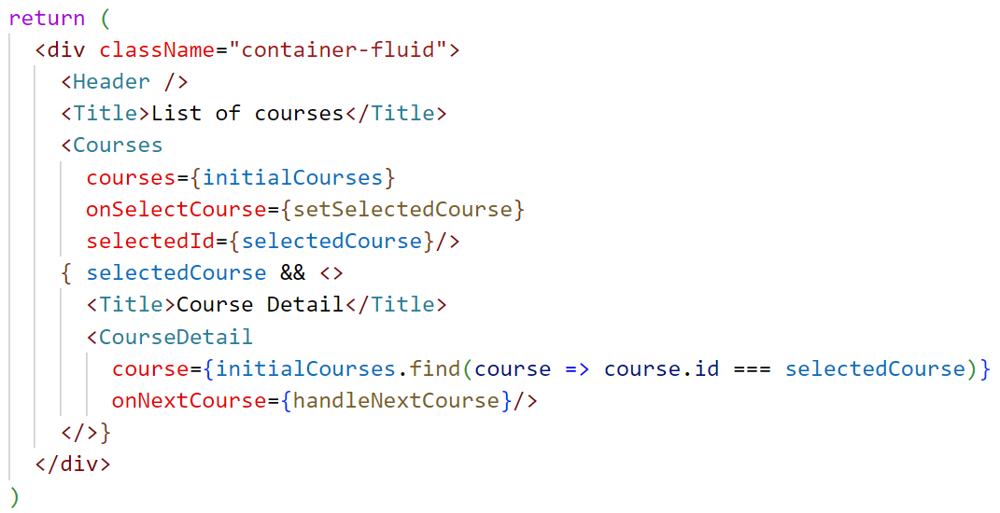 return (
  <div className="container-fluid">
    <Header />
    <Title>List of courses</Title>
    <Courses
      courses={initialCourses}
      onSelectCourse={setSelectedCourse}
      selectedId={selectedCourse}/>
    { selectedCourse && <>
      <Title>Course Detail</Title>
      <CourseDetail
        course={initialCourses.find(course => course.id === selectedCourse)}
        onNextCourse={handleNextCourse}/>
    </>}
  </div>
)